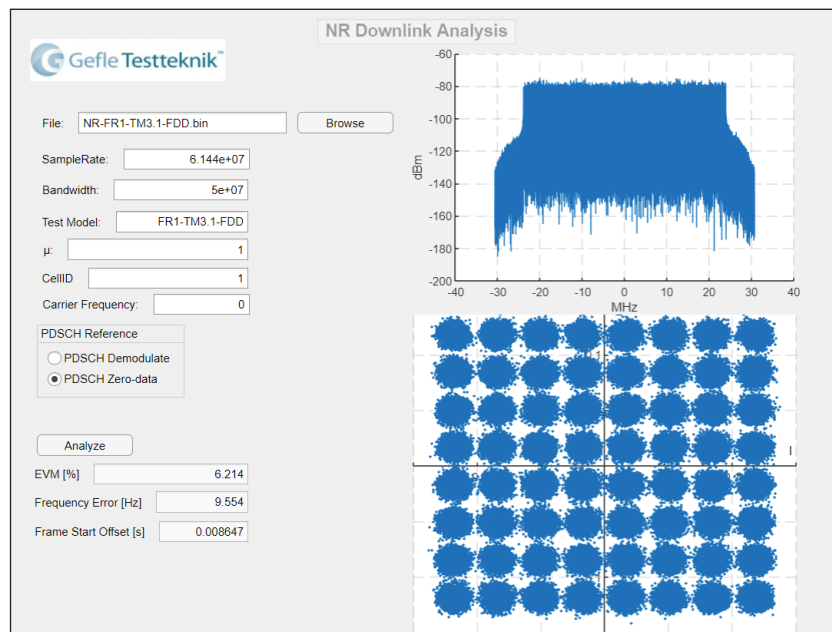 NR Downlink Analysis
Gefle Testteknik™
File: NR-FR1-TM3.1-FDD.bin Browse
SampleRate: 6.144e+07
Bandwidth: 5e+07
Test Model: FR1-TM3.1-FDD
μ: 1
CellID 1
Carrier Frequency: 0
PDSCH Reference
PDSCH Demodulate
PDSCH Zero-data
Analyze
EVM [%] 6.214
Frequency Error [Hz] 9.554
Frame Start Offset [s] 0.008647
-60
-80
-100
-120
-140
-160
-180
-200
dBm
-40 -30 -20 -10 0 10 20 30 40
MHz
I